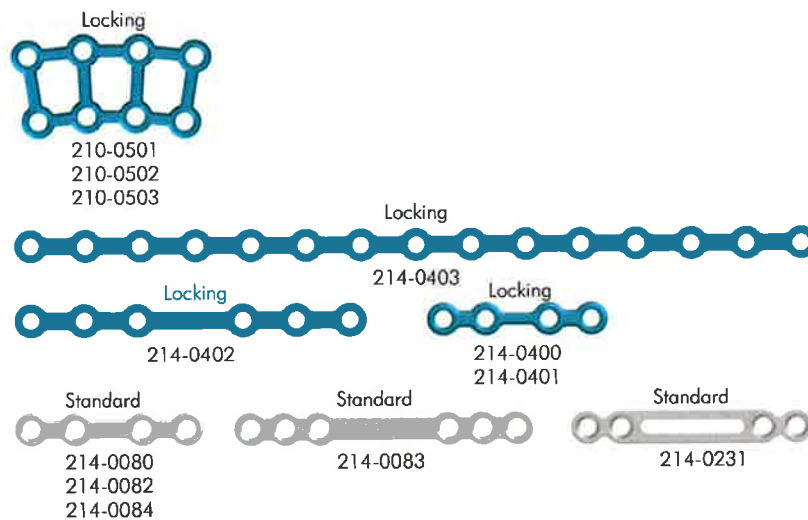 Locking
210-0501
210-0502
210-0503
Locking
214-0403
Locking
214-0402
Locking
214-0400
214-0401
Standard
214-0080
214-0082
214-0084
Standard
214-0083
Standard
214-0231